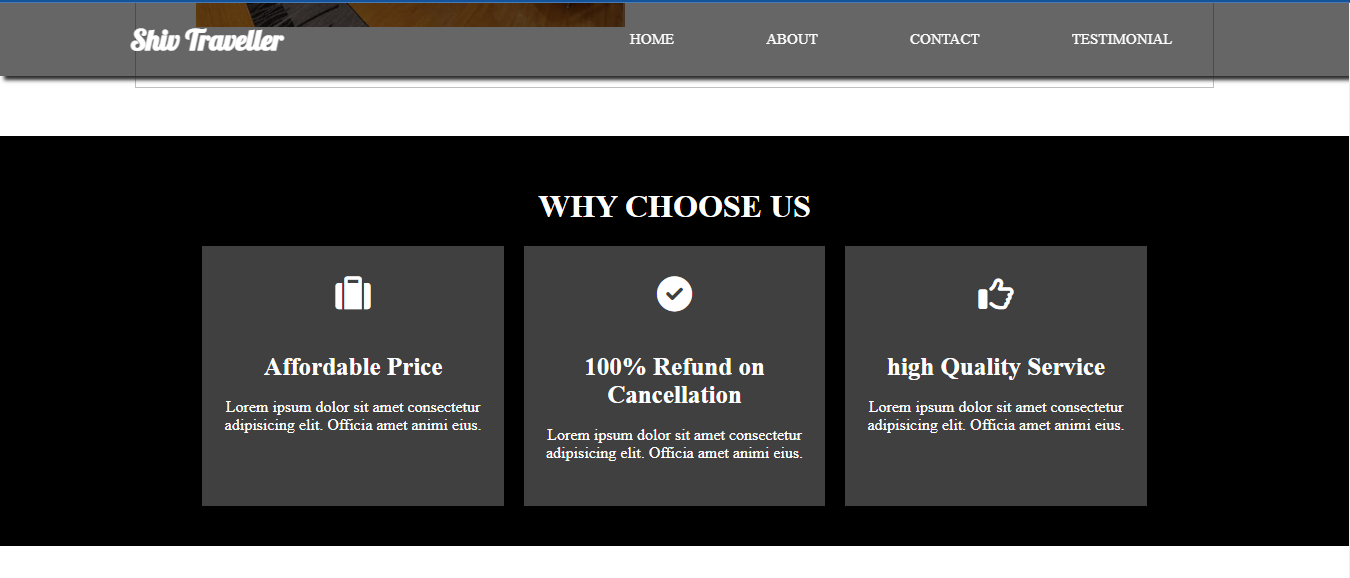 Shiv Traveller
HOME
ABOUT
CONTACT
TESTIMONIAL
WHY CHOOSE US
Affordable Price
Lorem ipsum dolor sit amet consectetur
adipisicing elit. Officia amet animi eius.
100% Refund on
Cancellation
Lorem ipsum dolor sit amet consectetur
adipisicing elit. Officia amet animi eius.
high Quality Service
Lorem ipsum dolor sit amet consectetur
adipisicing elit. Officia amet animi eius.